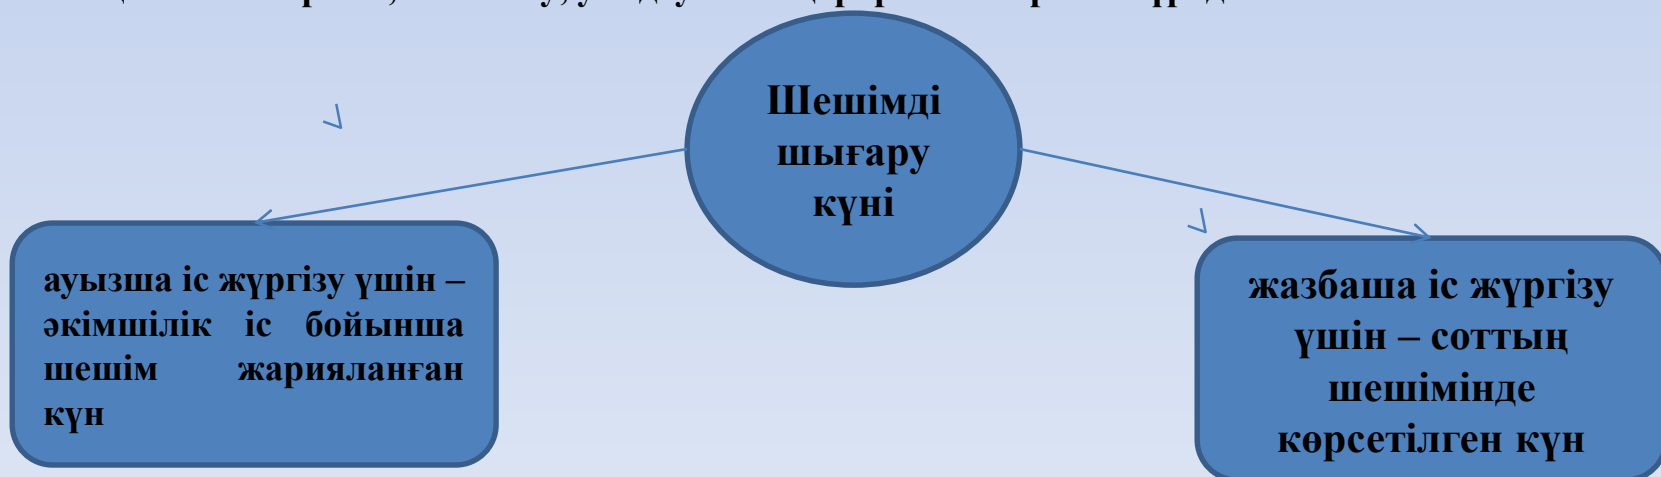 Шешімді
шығару
күні
ауызша іс жүргізу үшін –
әкімшілік іс бойынша
шешім жарияланған
күн
жазбаша іс жүргізу
үшін – соттың
шешімінде
көрсетілген күн